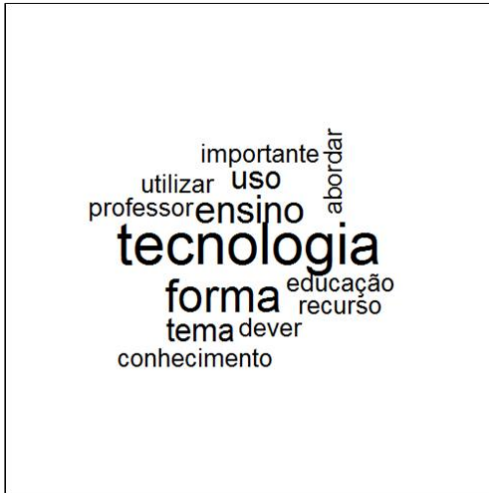 importante
abordar
utilizar uso
professor ensino
tecnologia
forma educação
recurso
tema dever
conhecimento